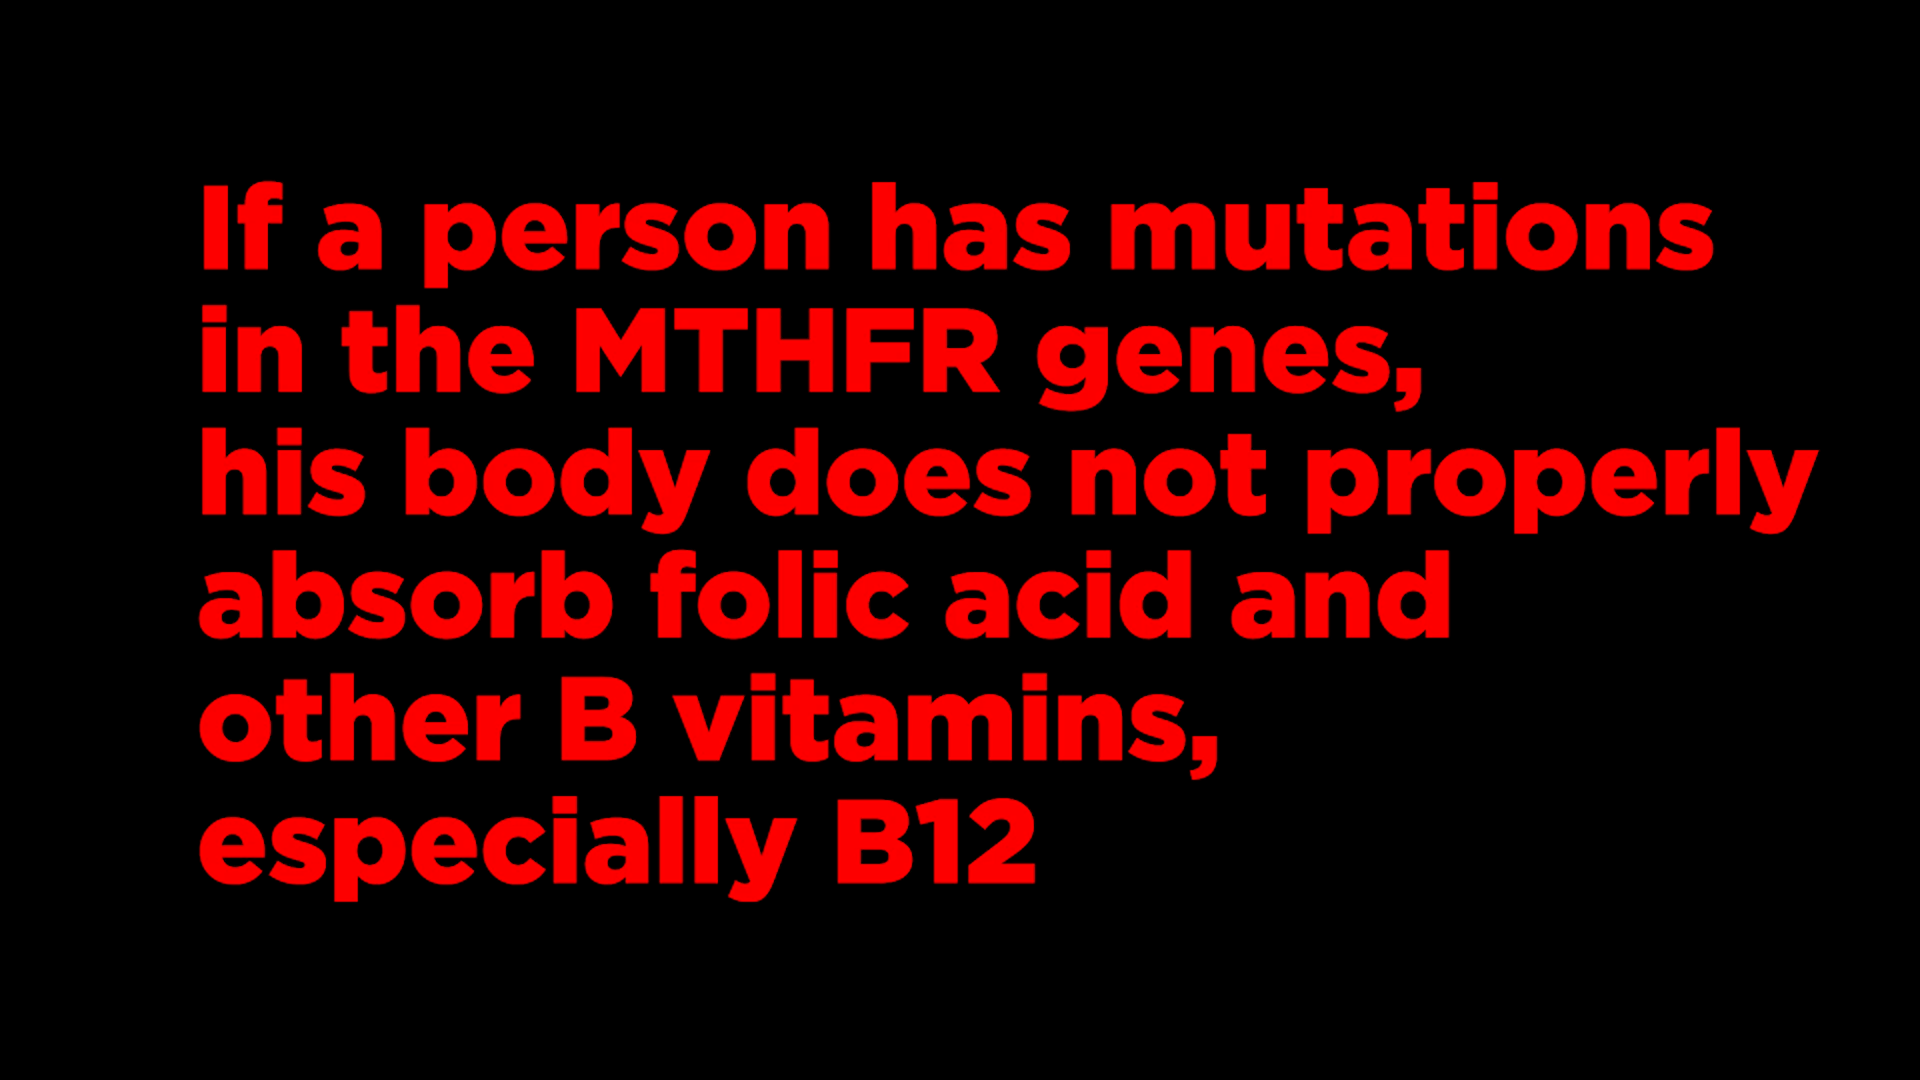 If a person has mutations
in the MTHFR genes,
his body does not properly
absorb folic acid and
other B vitamins,
especially B12